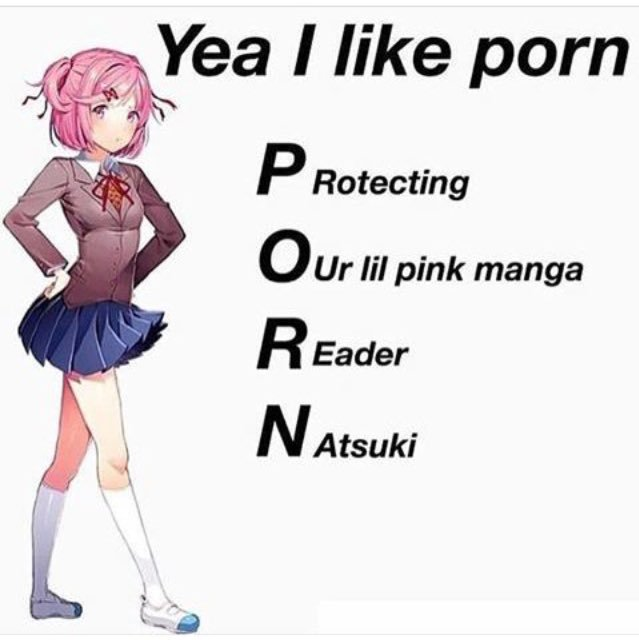 Yea I like porn
P Rotecting
O Ur lil pink manga
R Eader
N Atsuki